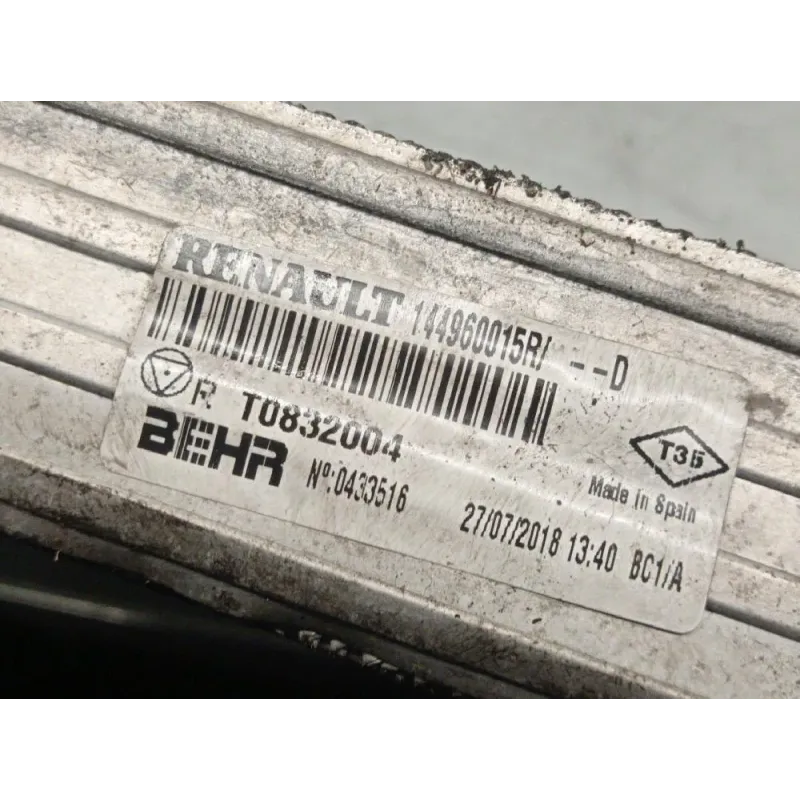 RENAULT 144960015R/ --D
R T0832004
BEHR Nº:0433516
T35
Made in Spain
27/07/2018 13:40 BC1/A